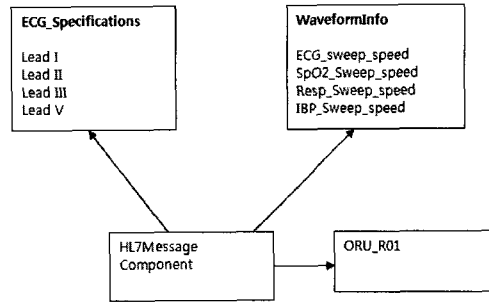 ECG_Specifications
Lead I
Lead II
Lead III
Lead V
WaveformInfo
ECG_sweep_speed
SpO2_Sweep_speed
Resp_Sweep_speed
IBP_Sweep_speed
HL7Message
Component
ORU_R01